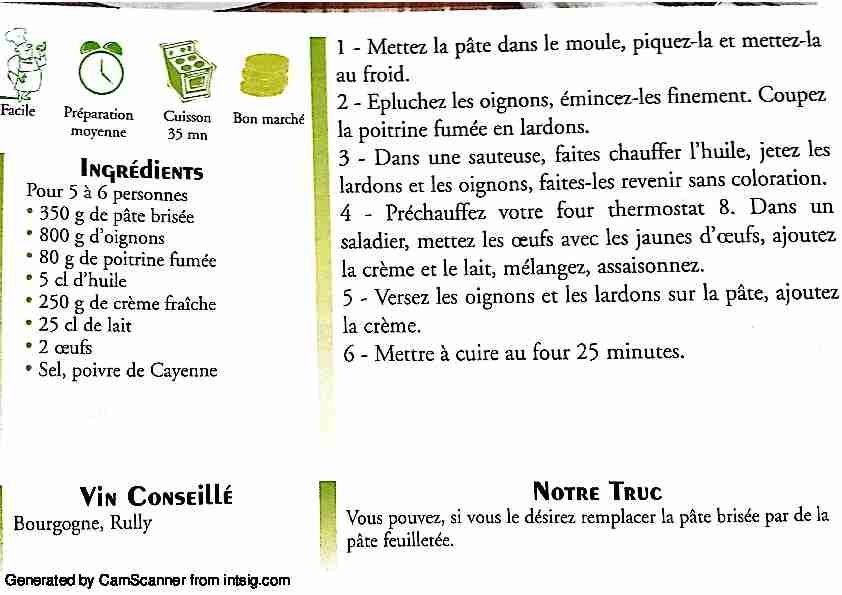 Facile
Préparation
moyenne
Cuisson
35 mn
Bon marché
Ingrédients
Pour 5 à 6 personnes
• 350 g de pâte brisée
• 800 g d'oignons
• 80 g de poitrine fumée
• 5 cl d'huile
• 250 g de crème fraîche
• 25 cl de lait
• 2 œufs
• Sel, poivre de Cayenne
Vin Conseillé
Bourgogne, Rully
1 - Mettez la pâte dans le moule, piquez-la et mettez-la
au froid.
2 - Epluchez les oignons, émincez-les finement. Coupez
la poitrine fumée en lardons.
3 - Dans une sauteuse, faites chauffer l'huile, jetez les
lardons et les oignons, faites-les revenir sans coloration.
4 - Préchauffez votre four thermostat 8. Dans un
saladier, mettez les œufs avec les jaunes d'œufs, ajoutez
la crème et le lait, mélangez, assaisonnez.
5 - Versez les oignons et les lardons sur la pâte, ajoutez
la crème.
6 - Mettre à cuire au four 25 minutes.
Notre Truc
Vous pouvez, si vous le désirez remplacer la pâte brisée par de la
pâte feuilletée.
Generated by CamScanner from intsig.com